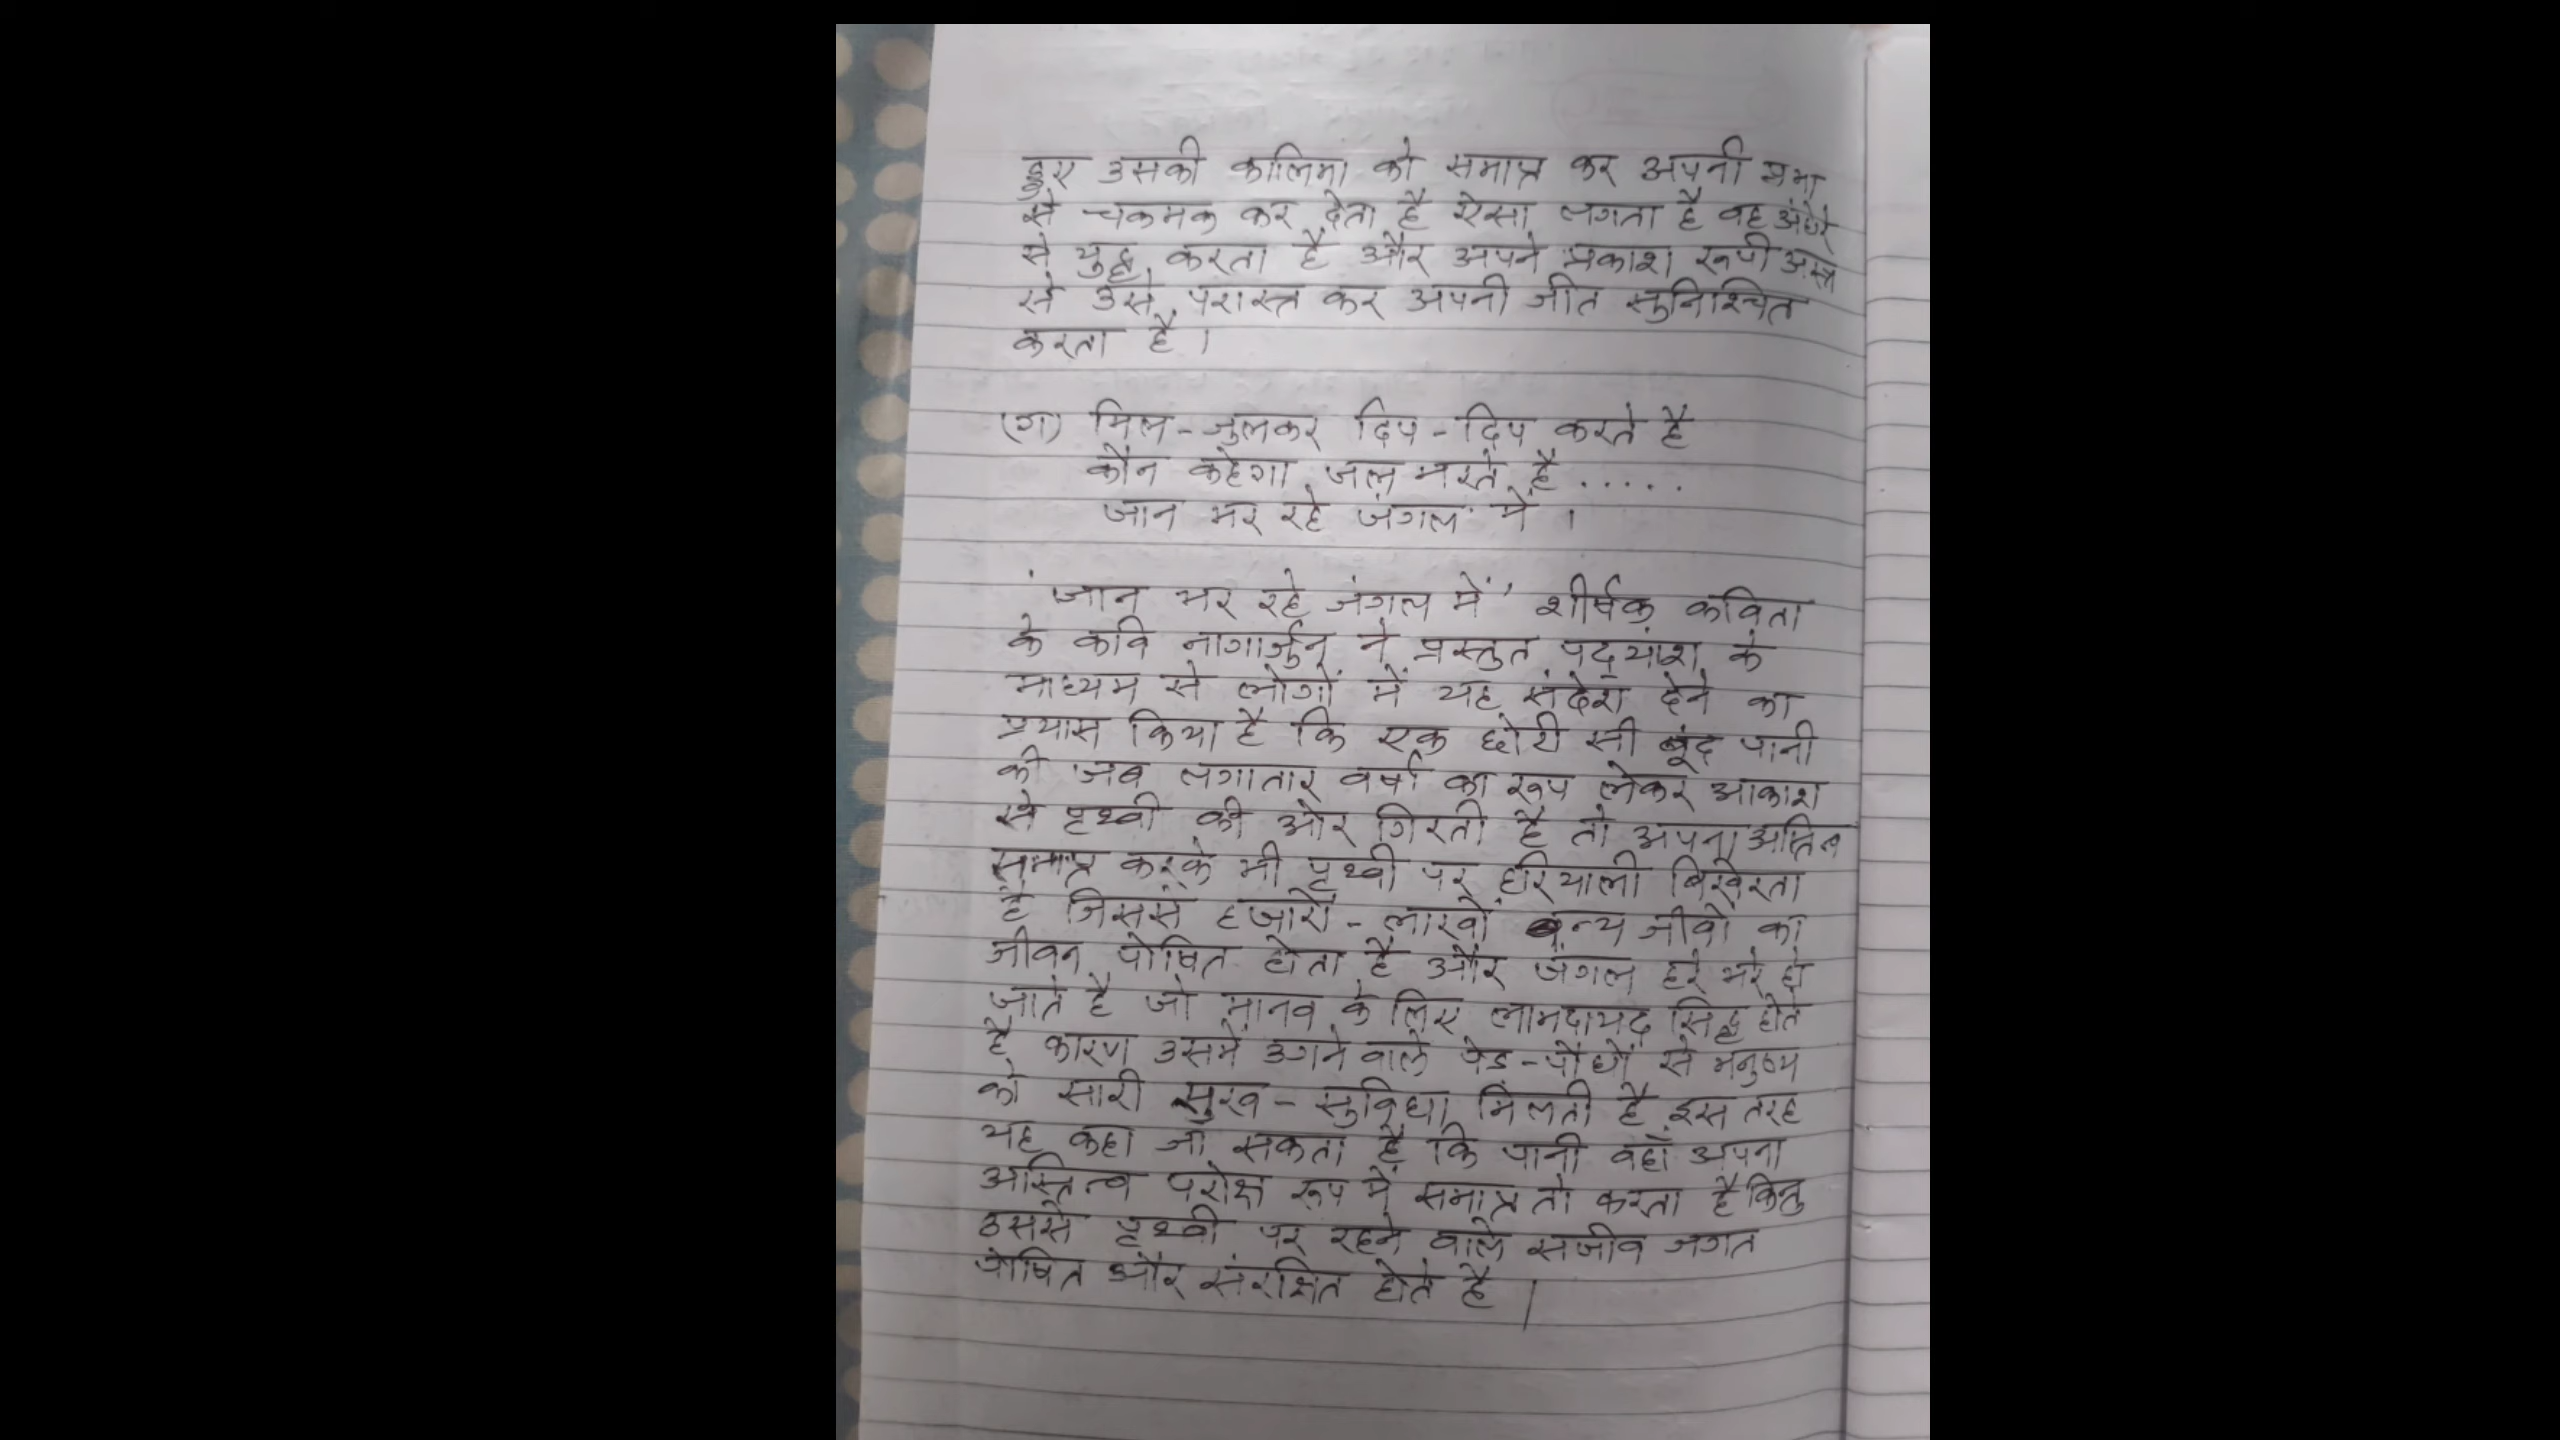 हुए उसकी कालिमा को समाप्त कर अपनी प्रभा
से चकमक कर देता है ऐसा लगता है वह अंधेरे
से युद्ध करता है और अपने प्रकाश रूपी अस्त्र
से उसे परास्त कर अपनी जीत सुनिश्चित
करता है।
(ग) मिल-जुलकर दिप-दिप करते है
कौन कहेगा जल मरते है.....
जान भर रहे जंगल में।
'जान भर रहे जंगल में' शीर्षक कविता
के कवि नागार्जुन ने प्रस्तुत पद्यांश के
माध्यम से लोगों में यह संदेश देने का
प्रयास किया है कि एक छोटी सी बूंद पानी
की जब लगातार वर्षा का रूप लेकर आकाश
से पृथ्वी की ओर गिरती है तो अपना अस्तित्व
समाप्त करके भी पृथ्वी पर हरियाली बिखेरता
है जिससे हजारों-लाखों वन्य जीवों का
जीवन पोषित होता है और जंगल हरे भरे हो
जाते है जो मानव के लिए लाभदायद सिद्ध होते
है कारण उसमें उगने वाले पेड-पौधों से मनुष्य
को सारी सुख-सुविधा मिलती है इस तरह
यह कहा जा सकता है कि पानी वहाँ अपना
अस्तित्व परोक्ष रूप में समाप्त तो करता है किन्तु
उससे पृथ्वी पर रहने वाले सजीव जगत
पोषित और संरक्षित होते है।